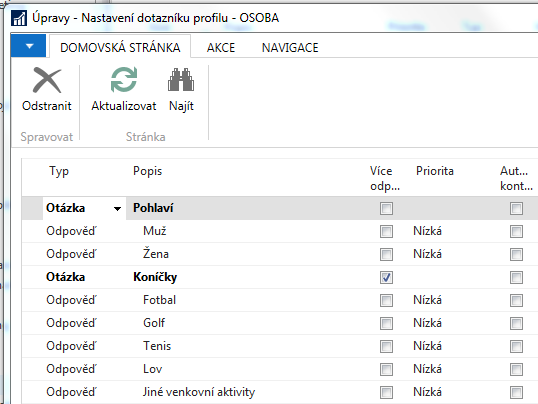 Úpravy - Nastavení dotazníku profilu - OSOBA
DOMOVSKÁ STRÁNKA AKCE NAVIGACE
Odstranit Aktualizovat Najít
Spravovat Stránka
Typ Popis Více odp... Priorita Aut... kont...
Otázka Pohlaví
Odpověď Muž Nízká
Odpověď Žena Nízká
Otázka Koníčky
Odpověď Fotbal Nízká
Odpověď Golf Nízká
Odpověď Tenis Nízká
Odpověď Lov Nízká
Odpověď Jiné venkovní aktivity Nízká